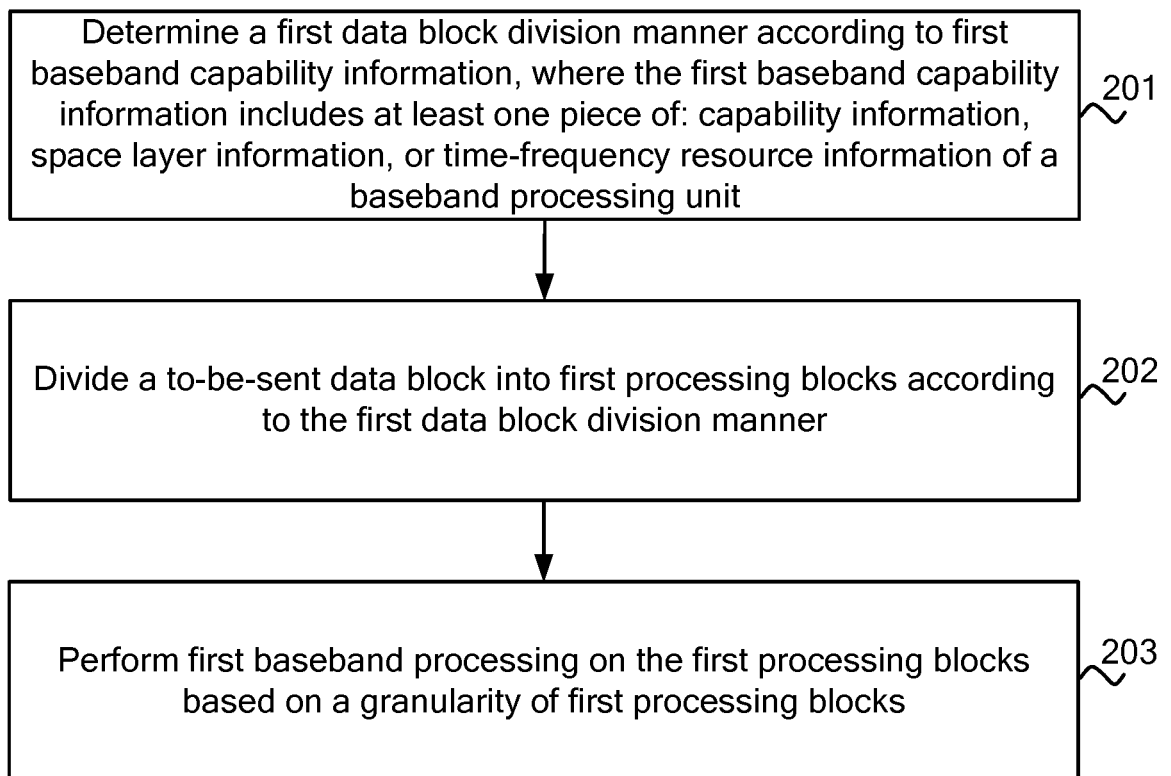 Determine a first data block division manner according to first
baseband capability information, where the first baseband capability
information includes at least one piece of: capability information,
space layer information, or time-frequency resource information of a
baseband processing unit
201
Divide a to-be-sent data block into first processing blocks according
to the first data block division manner
202
Perform first baseband processing on the first processing blocks
based on a granularity of first processing blocks
203